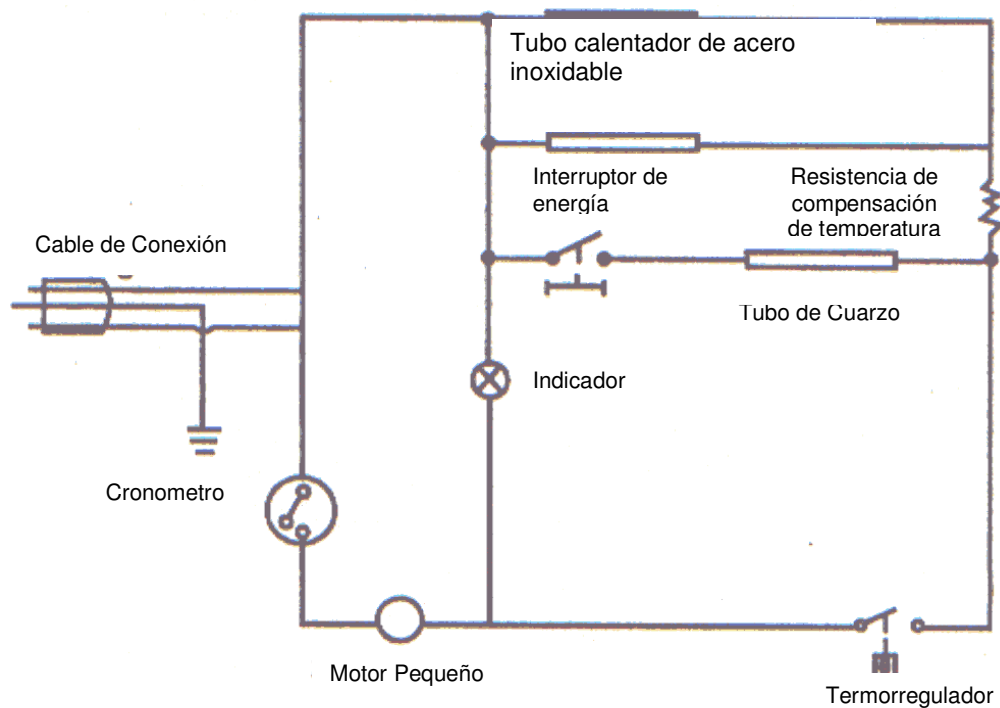 Tubo calentador de acero
inoxidable
Interruptor de
energía
Resistencia de
compensación
de temperatura
Cable de Conexión
Tubo de Cuarzo
Indicador
Cronometro
Motor Pequeño
Termorregulador